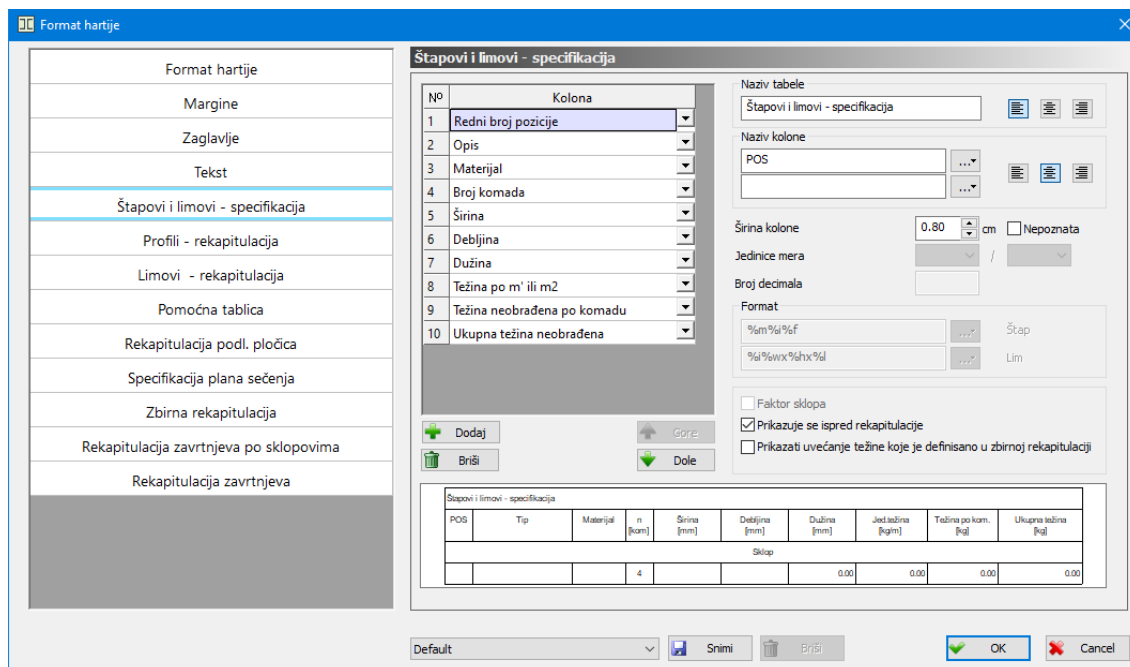 Format hartije
Format hartije
Margine
Zaglavlje
Tekst
Štapovi i limovi - specifikacija
Profili - rekapitulacija
Limovi - rekapitulacija
Pomoćna tablica
Rekapitulacija podl. pločica
Specifikacija plana sečenja
Zbirna rekapitulacija
Rekapitulacija zavrtnjeva po sklopovima
Rekapitulacija zavrtnjeva
Štapovi i limovi - specifikacija
Nº Kolona
1 Redni broj pozicije
2 Opis
3 Materijal
4 Broj komada
5 Širina
6 Debljina
7 Dužina
8 Težina po m' ili m2
9 Težina neobrađena po komadu
10 Ukupna težina neobrađena
Dodaj
Gore
Briši
Dole
Naziv tabele
Štapovi i limovi - specifikacija
Naziv kolone
POS
...
...
Širina kolone 0.80 cm Nepoznata
Jedinice mera /
Broj decimala
Format
%m%i%f ... Štap
%i%wx%hx%l ... Lim
Faktor sklopa
Prikazuje se ispred rekapitulacije
Prikazati uvećanje težine koje je definisano u zbirnoj rekapitulaciji
Štapovi i limovi - specifikacija
POS Tip Materijal n Širina Debljina Dužina Jed.težina Težina po kom. Ukupna težina
[kom] [mm] [mm] [mm] [kg/m] [kg] [kg]
Sklop
4 0.00 0.00 0.00 0.00
Default Snimi Briši OK Cancel